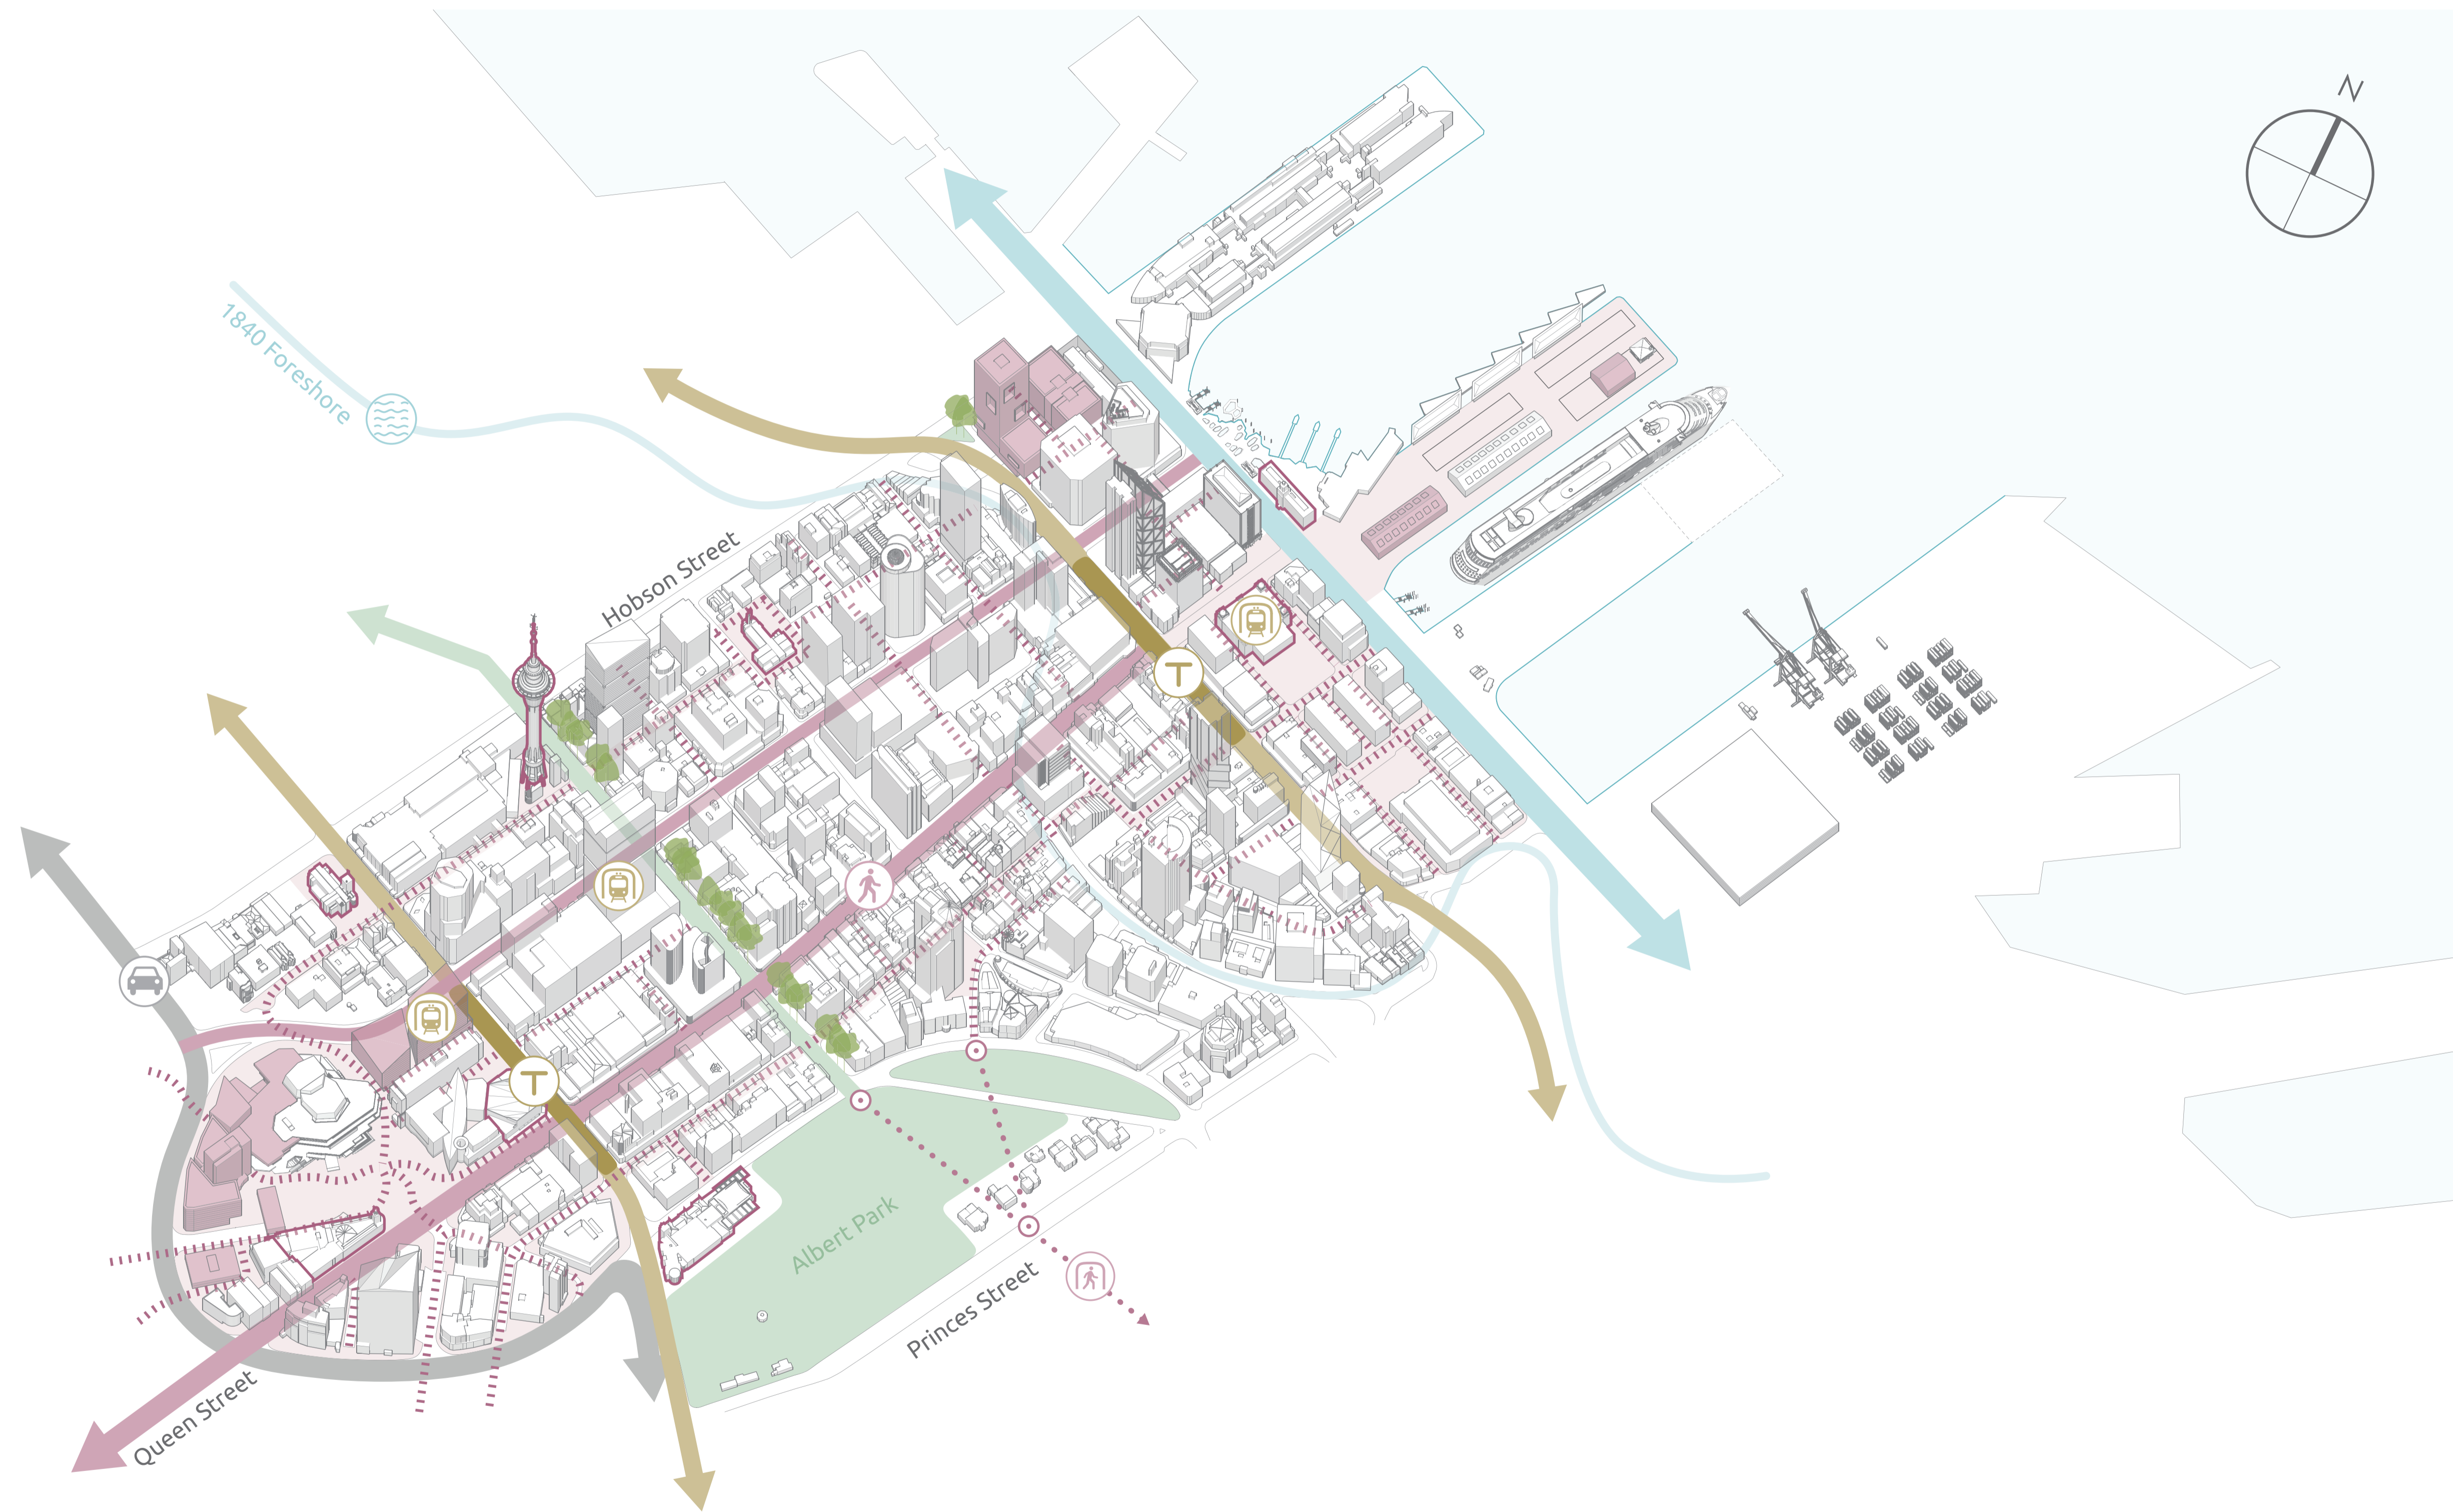 N
1840 Foreshore
Hobson Street
T
T
Albert Park
Princes Street
Queen Street